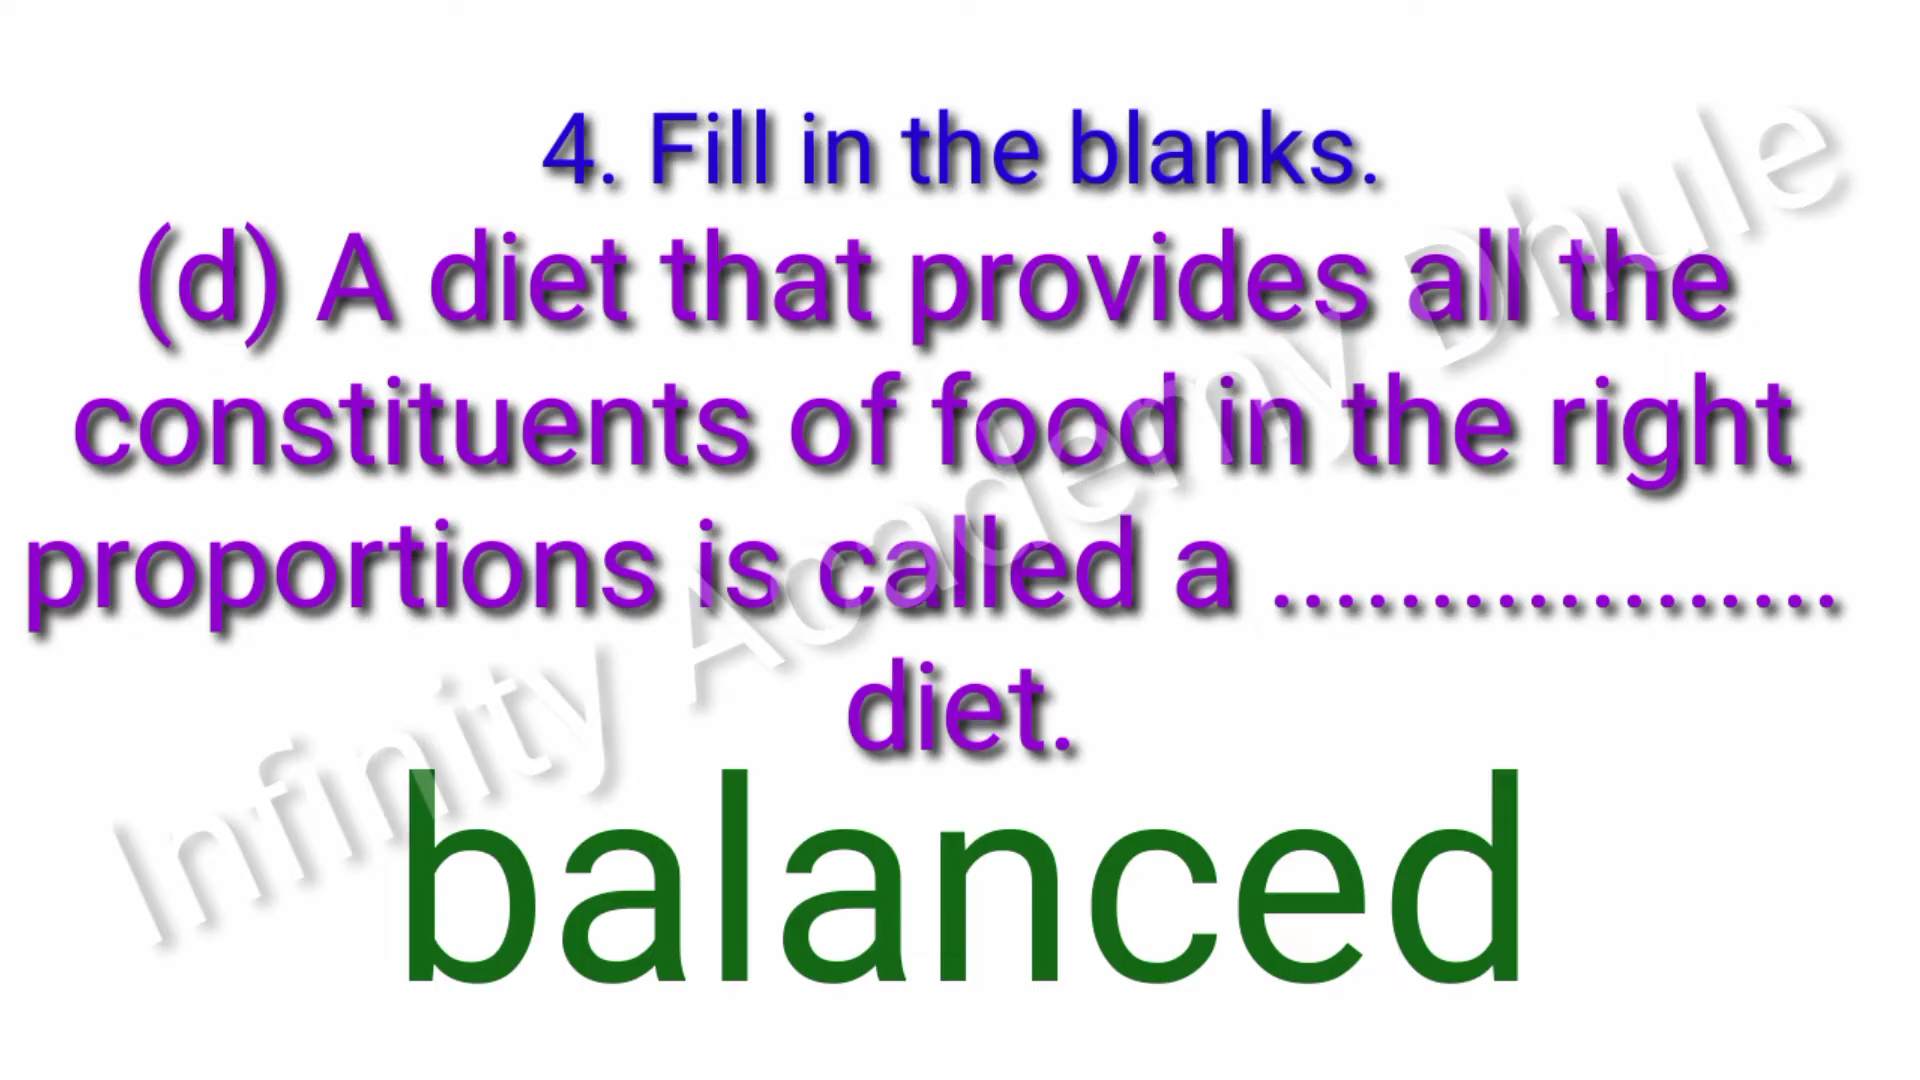 4. Fill in the blanks.
(d) A diet that provides all the
constituents of food in the right
proportions is called a ..................
diet.
balanced
Infinity Academy Dhule